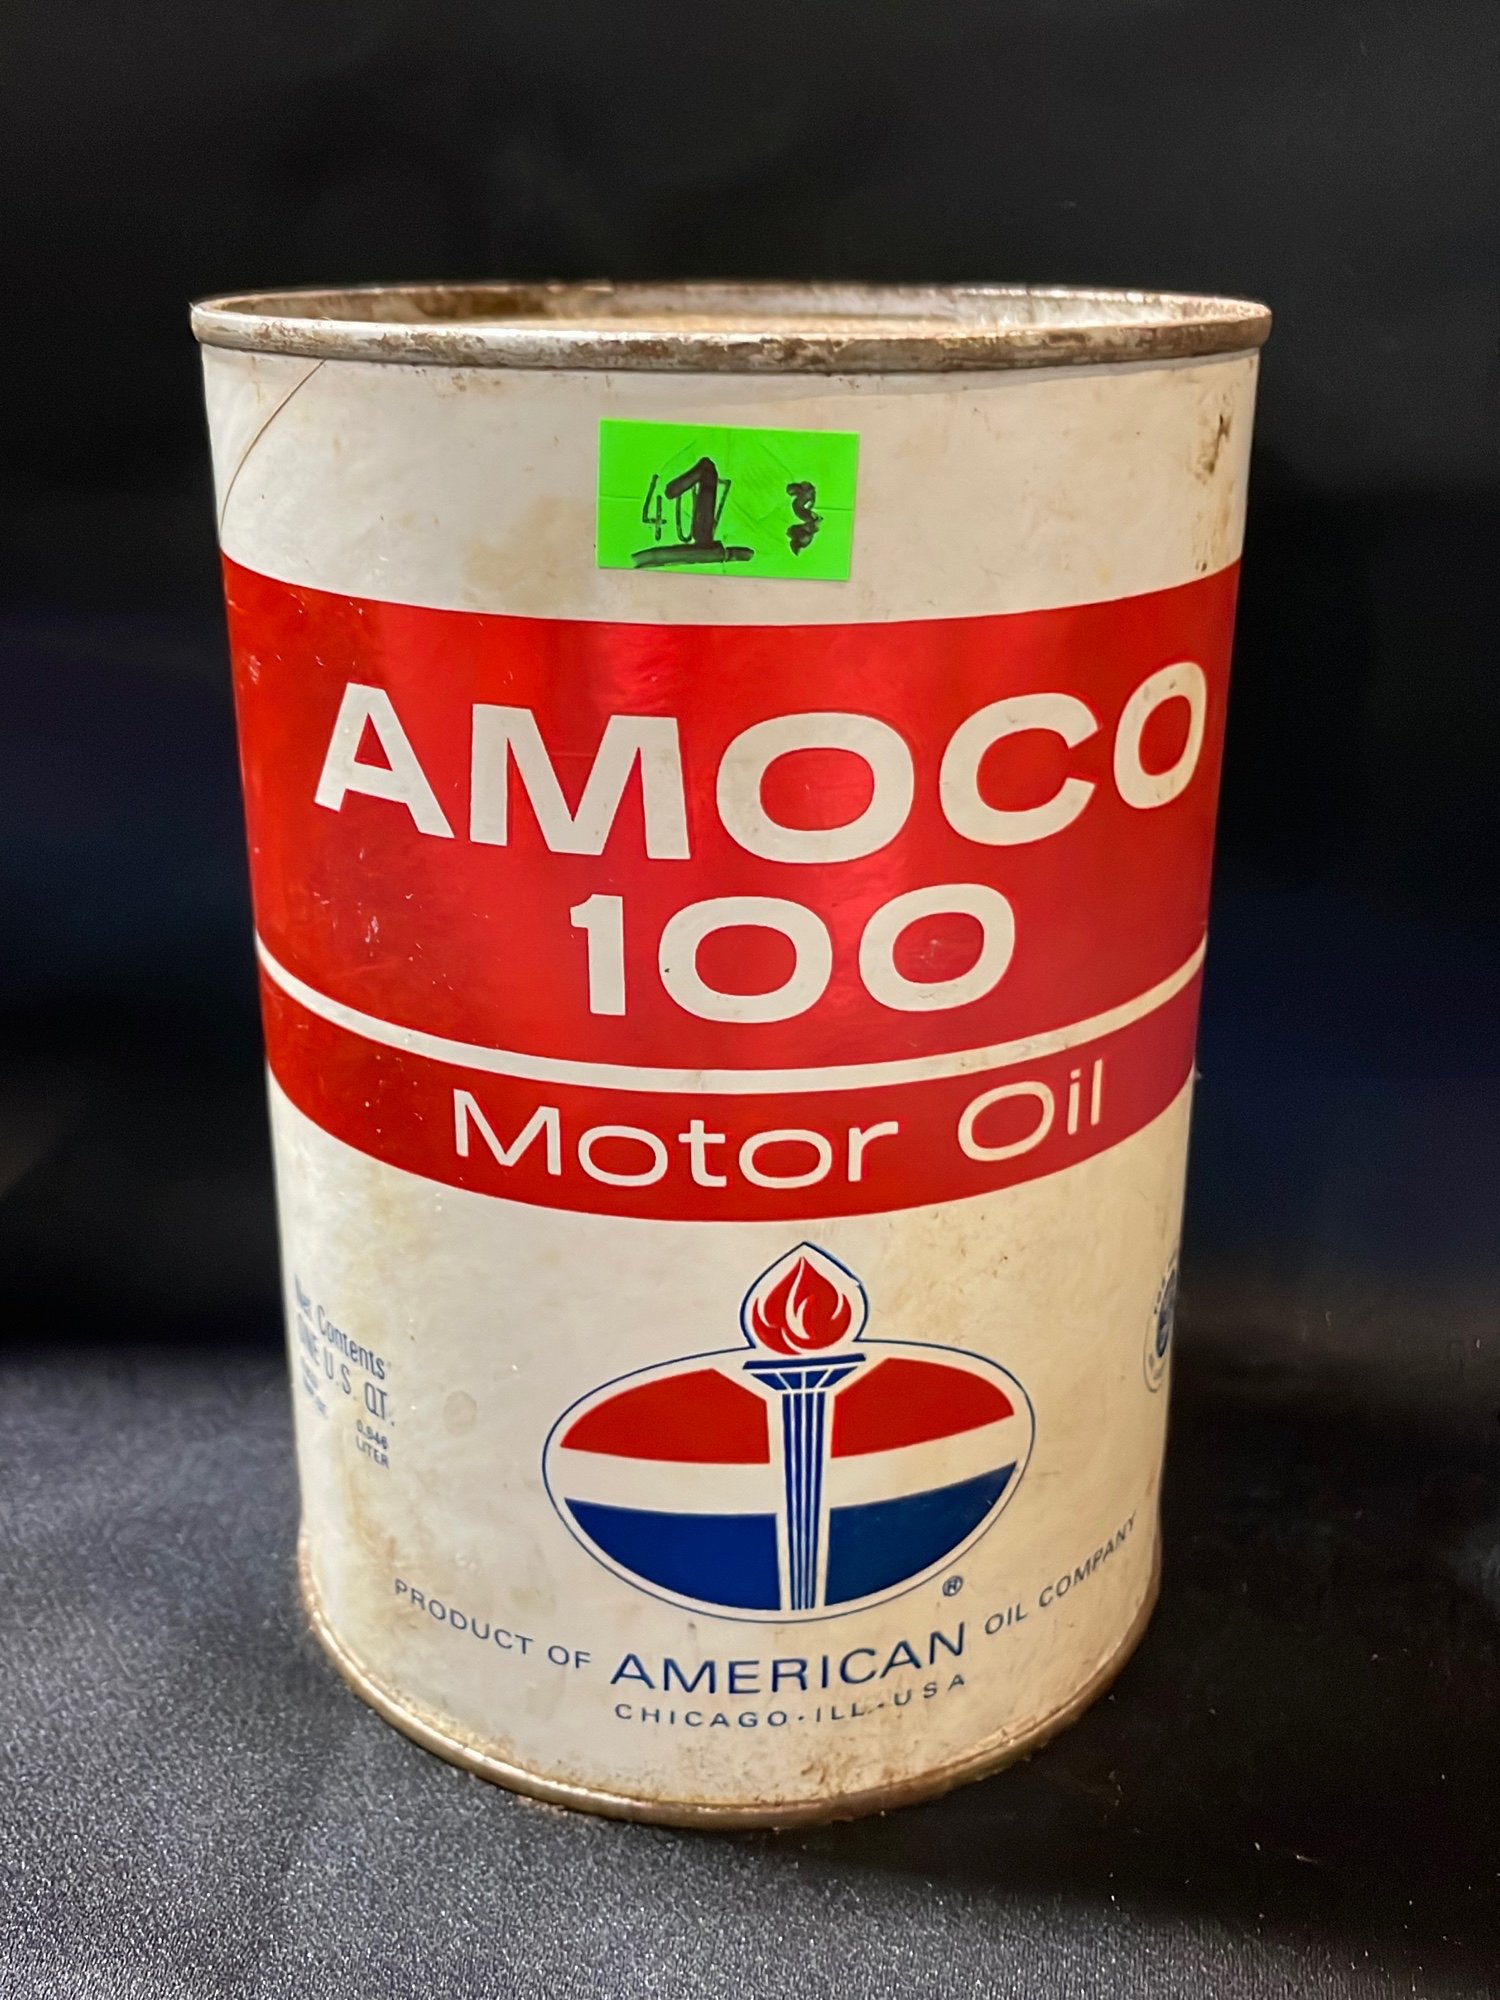 1
AMOCO
100
Motor Oil
Net Contents
ONE U.S. QT.
0.946
LITER
®
PRODUCT OF AMERICAN OIL COMPANY
CHICAGO·ILL·USA